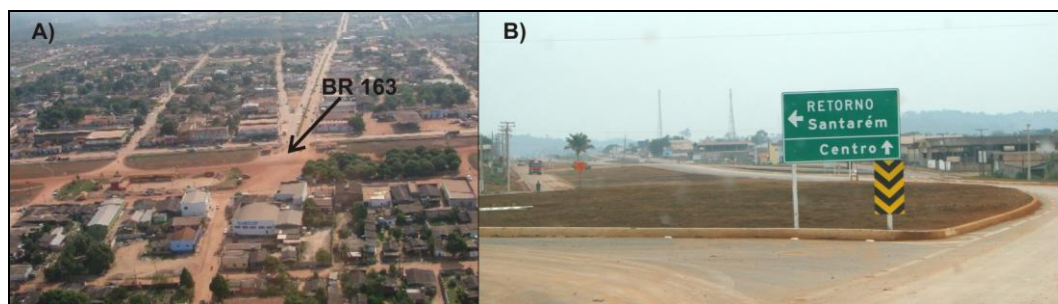 A)
BR 163
B)
RETORNO
Santarém
Centro